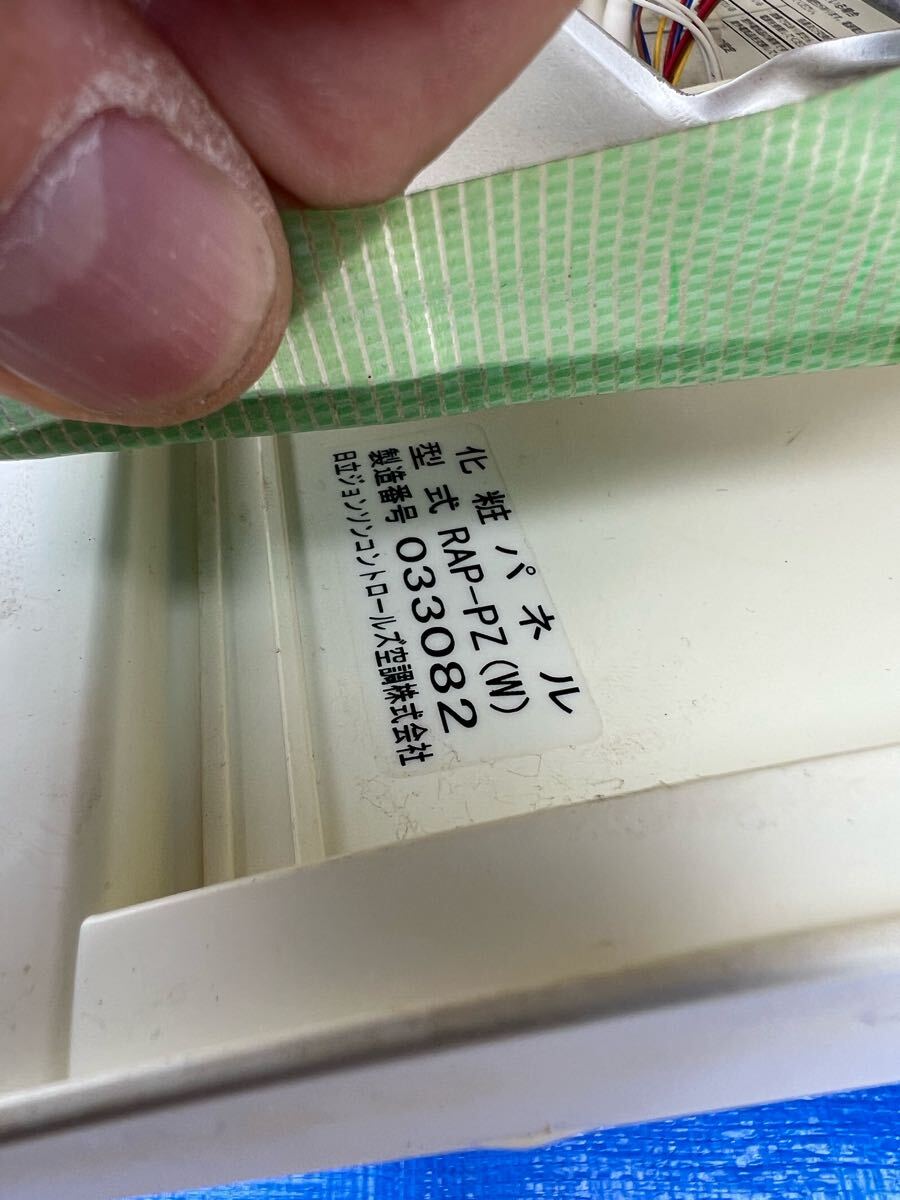 化粧パネル
型式 RAP-PZ(W)
製造番号 033082
日立ジョンソンコントロールズ空調株式会社